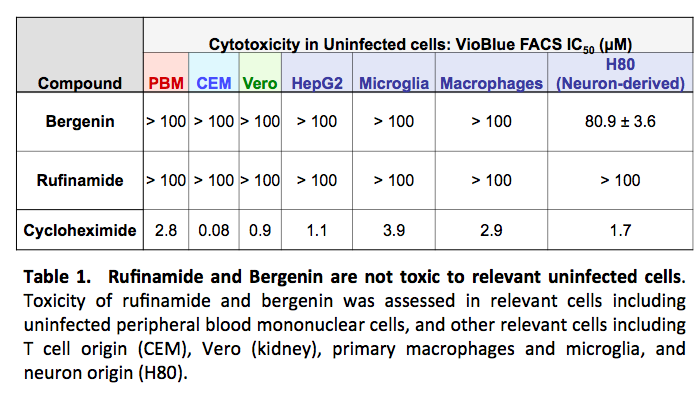 Cytotoxicity in Uninfected cells: VioBlue FACS IC50 (µM)
Compound PBM CEM Vero HepG2 Microglia Macrophages H80 (Neuron-derived)
Bergenin > 100 > 100 > 100 > 100 > 100 > 100 80.9 ± 3.6
Rufinamide > 100 > 100 > 100 > 100 > 100 > 100 > 100
Cycloheximide 2.8 0.08 0.9 1.1 3.9 2.9 1.7
Table 1. Rufinamide and Bergenin are not toxic to relevant uninfected cells.
Toxicity of rufinamide and bergenin was assessed in relevant cells including
uninfected peripheral blood mononuclear cells, and other relevant cells including
T cell origin (CEM), Vero (kidney), primary macrophages and microglia, and
neuron origin (H80).